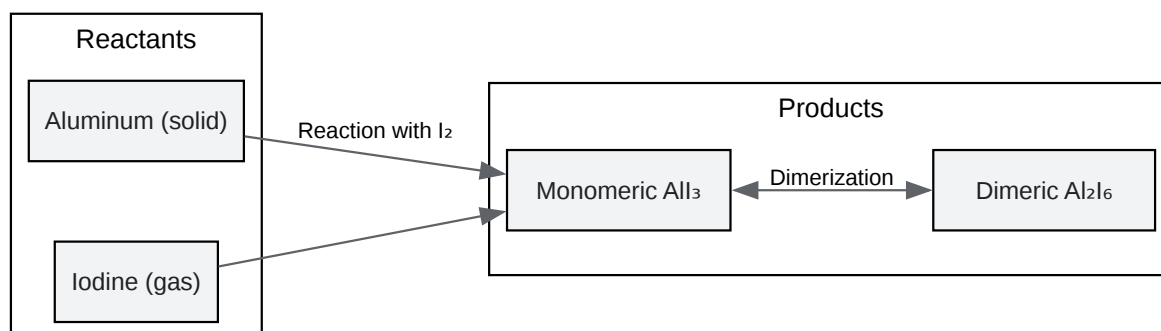 Reactants
Aluminum (solid)
Reaction with I₂
Iodine (gas)
Products
Monomeric AlI₃
Dimerization
Dimeric Al₂I₆